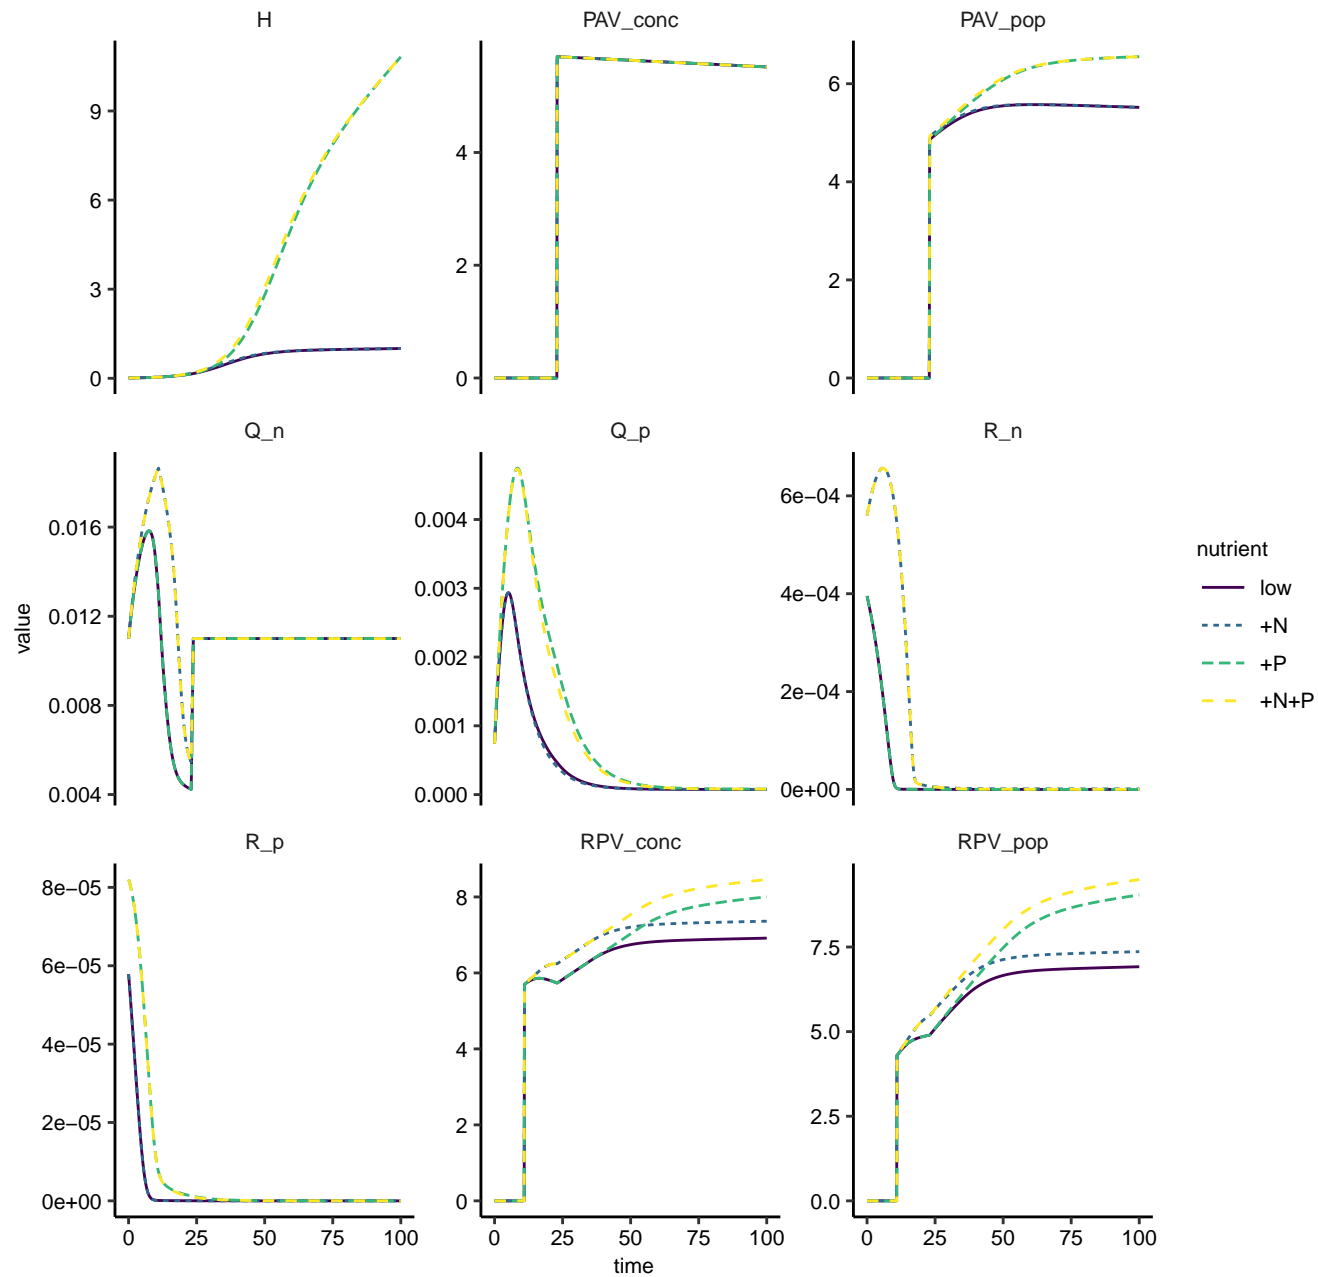 H
PAV_conc
PAV_pop
9
6
3
0
4
2
0
6
4
2
0
Q_n
Q_p
R_n
0.016
0.012
0.008
0.004
0.004
0.003
0.002
0.001
0.000
6e−04
4e−04
2e−04
0e+00
value
nutrient
low
+N
+P
+N+P
R_p
RPV_conc
RPV_pop
8e−05
6e−05
4e−05
2e−05
0e+00
8
6
4
2
0
7.5
5.0
2.5
0.0
0 25 50 75 100
0 25 50 75 100
0 25 50 75 100
time